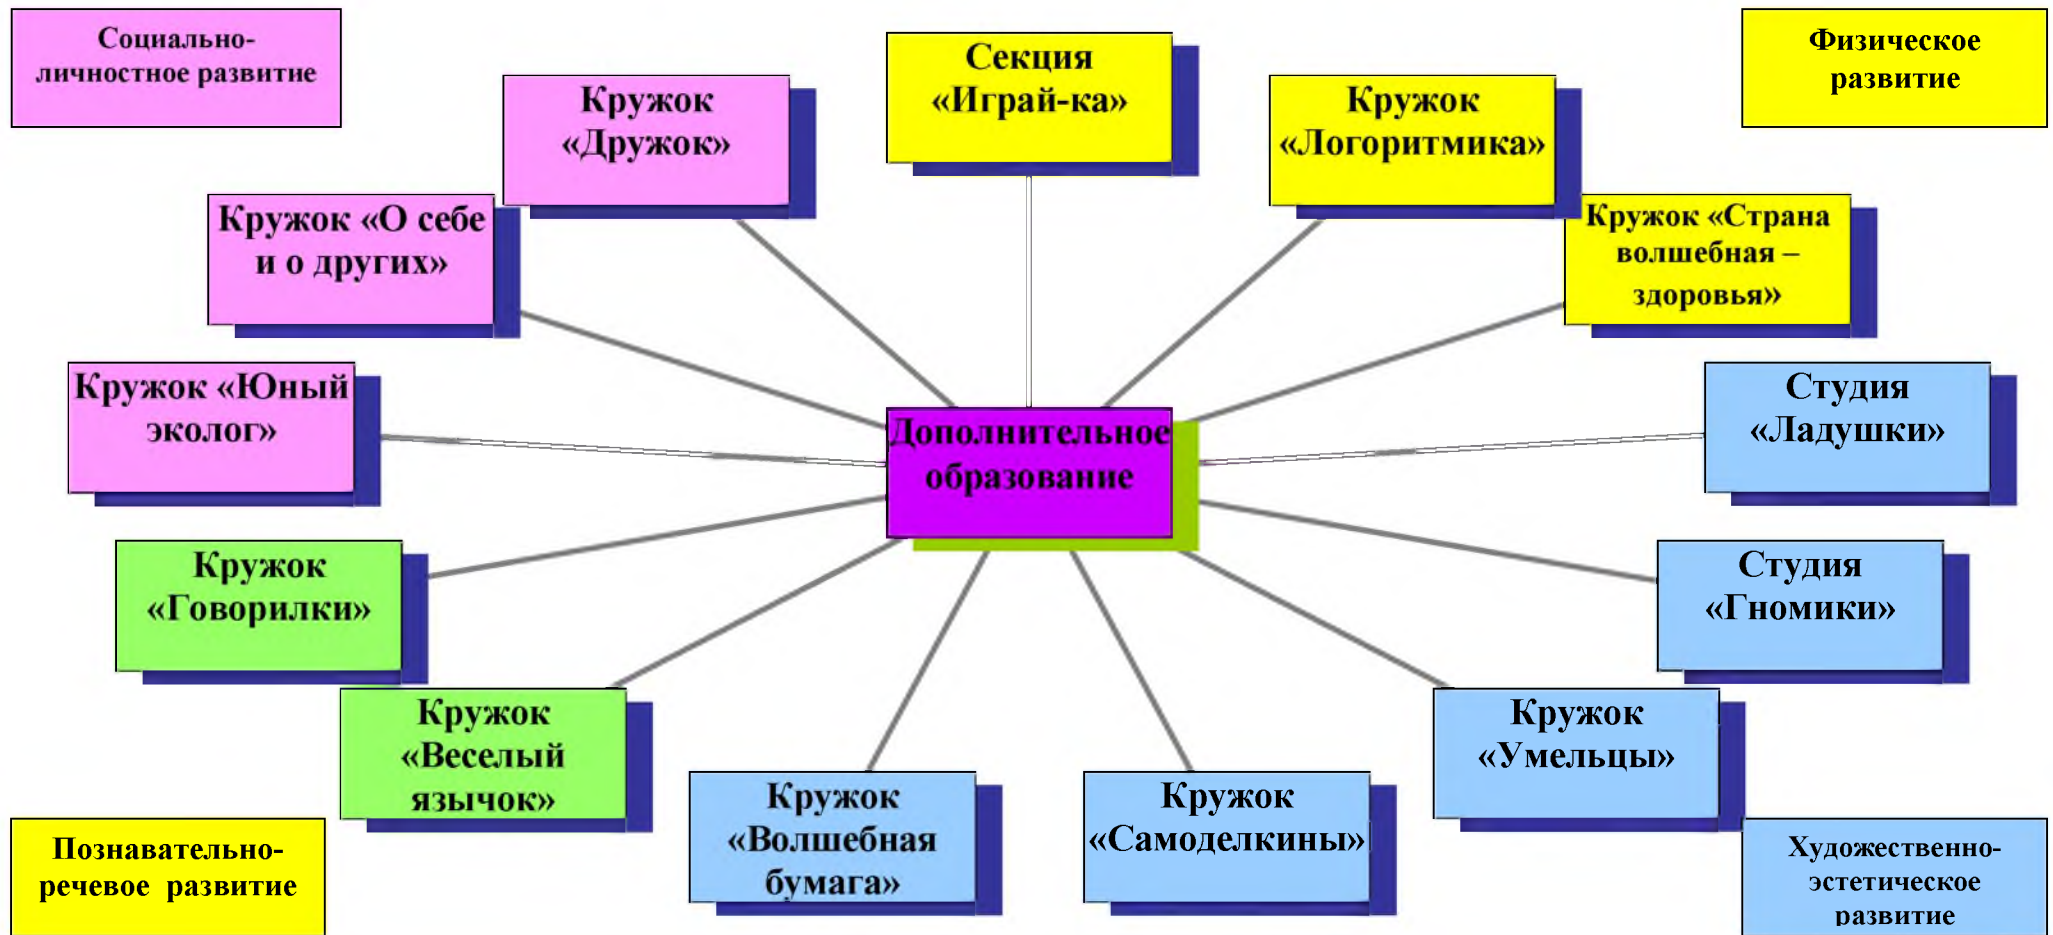 Социально-
личностное развитие
Физическое
развитие
Секция
«Играй-ка»
Кружок
«Дружок»
Кружок
«Логоритмика»
Кружок «О себе
и о других»
Кружок «Страна
волшебная –
здоровья»
Кружок «Юный
эколог»
Студия
«Ладушки»
Дополнительное
образование
Кружок
«Говорилки»
Студия
«Гномики»
Кружок
«Веселый
язычок»
Кружок
«Умельцы»
Кружок
«Волшебная
бумага»
Кружок
«Самоделкины»
Познавательно-
речевое развитие
Художественно-
эстетическое
развитие